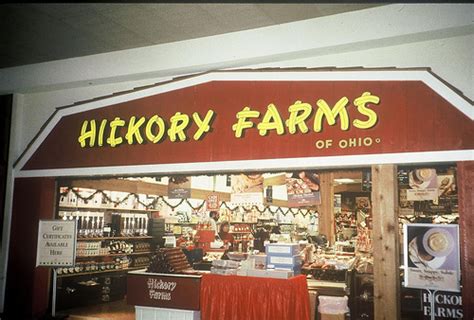 HICKORY FARMS
OF OHIO
GIFT
CERTIFICATES
AVAILABLE
HERE
Hickory
Farms
HICKORY
FARMS